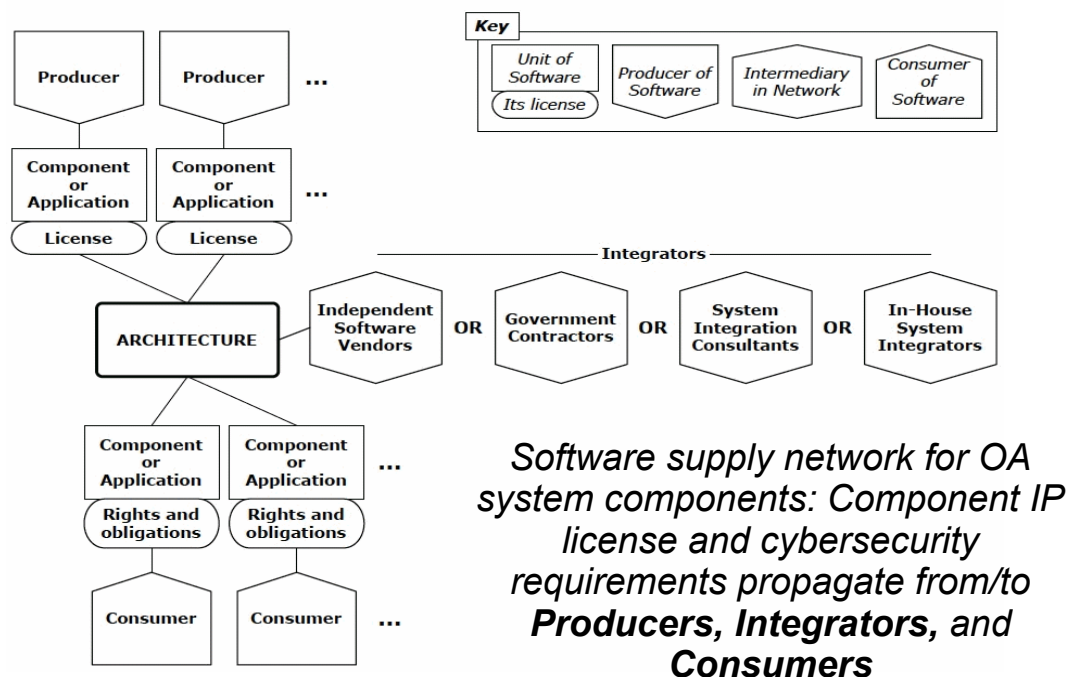 Key
Unit of
Software
Its license
Producer of
Software
Intermediary
in Network
Consumer
of
Software
Producer
Producer
...
Component
or
Application
License
Component
or
Application
License
...
Integrators
ARCHITECTURE
Independent
Software
Vendors
OR
Government
Contractors
OR
System
Integration
Consultants
OR
In-House
System
Integrators
Component
or
Application
Rights and
obligations
Component
or
Application
Rights and
obligations
...
Consumer
Consumer
...
Software supply network for OA
system components: Component IP
license and cybersecurity
requirements propagate from/to
Producers, Integrators, and
Consumers